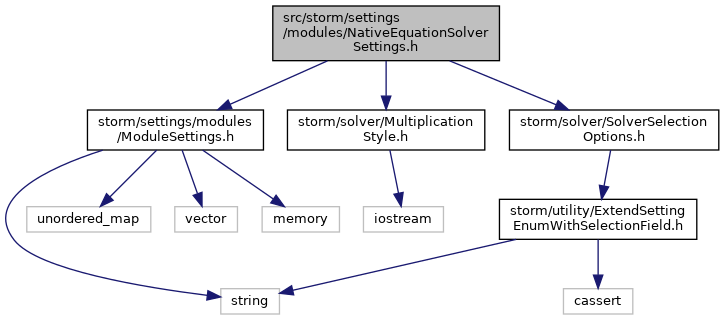 src/storm/settings
/modules/NativeEquationSolver
Settings.h
storm/settings/modules
/ModuleSettings.h
storm/solver/Multiplication
Style.h
storm/solver/SolverSelection
Options.h
unordered_map
vector
memory
iostream
storm/utility/ExtendSetting
EnumWithSelectionField.h
string
cassert